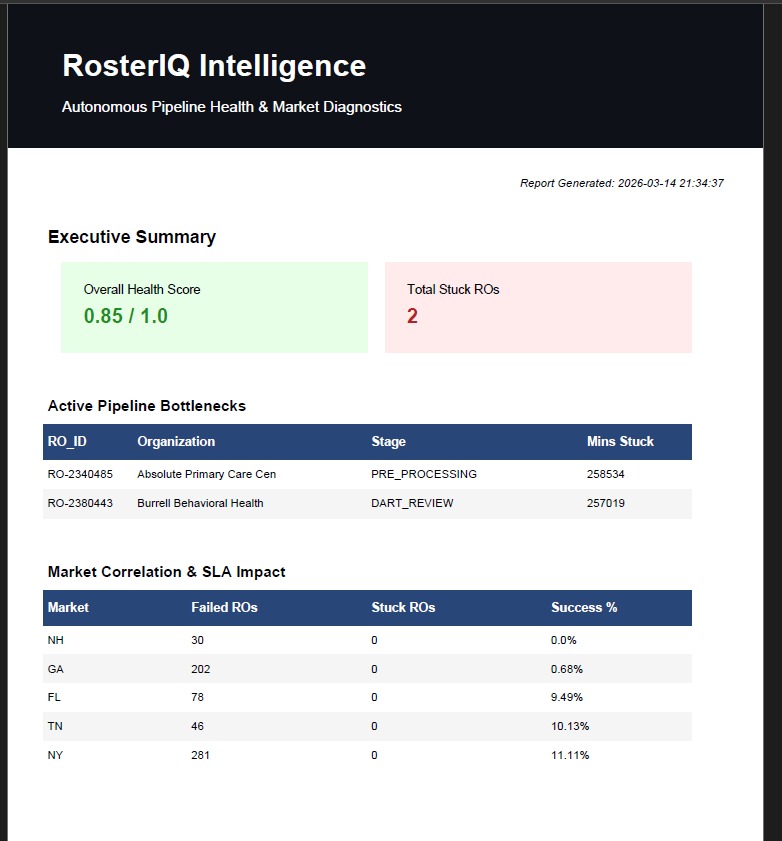 RosterIQ Intelligence
Autonomous Pipeline Health & Market Diagnostics
Report Generated: 2026-03-14 21:34:37
Executive Summary
Overall Health Score
0.85 / 1.0
Total Stuck ROs
2
Active Pipeline Bottlenecks
RO_ID Organization Stage Mins Stuck
RO-2340485 Absolute Primary Care Cen PRE_PROCESSING 258534
RO-2380443 Burrell Behavioral Health DART_REVIEW 257019
Market Correlation & SLA Impact
Market Failed ROs Stuck ROs Success %
NH 30 0 0.0%
GA 202 0 0.68%
FL 78 0 9.49%
TN 46 0 10.13%
NY 281 0 11.11%